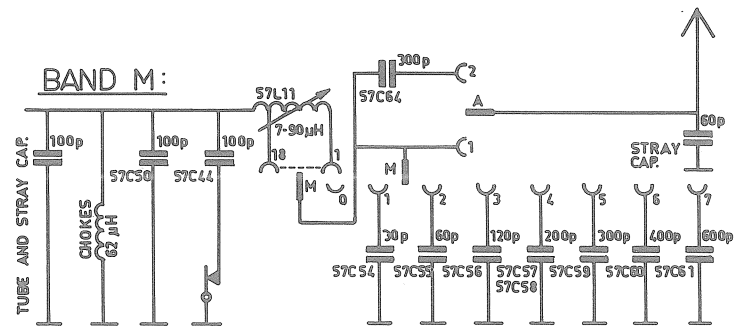 BAND M:
300p
57C64
2
57L11
7-90µH
A
100p
100p
100p
60p
STRAY
CAP.
57C50
57C44
18
1
M
0
M
1
TUBE AND STRAY CAP.
CHOKES
62 µH
1
2
3
4
5
6
7
30p
60p
120p
200p
300p
400p
600p
57C54
57C55
57C56
57C57
57C58
57C59
57C60
57C61